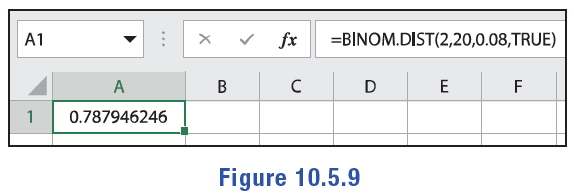 A1 fx =BINOM.DIST(2,20,0.08,TRUE)
A B C D E F
1 0.787946246
Figure 10.5.9